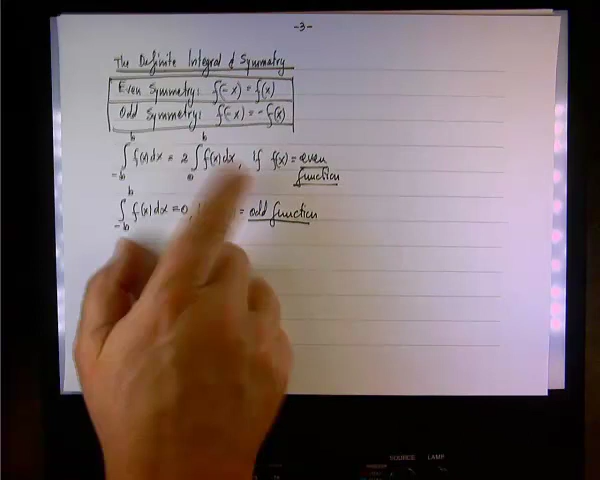 -3-
The Definite Integral & Symmetry
Even Symmetry: f(-x) = f(x)
Odd Symmetry: f(-x) = -f(x)
∫_{-b}^{b} f(x)dx = 2 ∫_{0}^{b} f(x)dx, if f(x) = even
function
∫_{-b}^{b} f(x)dx = 0, = odd function
SOURCE LAMP